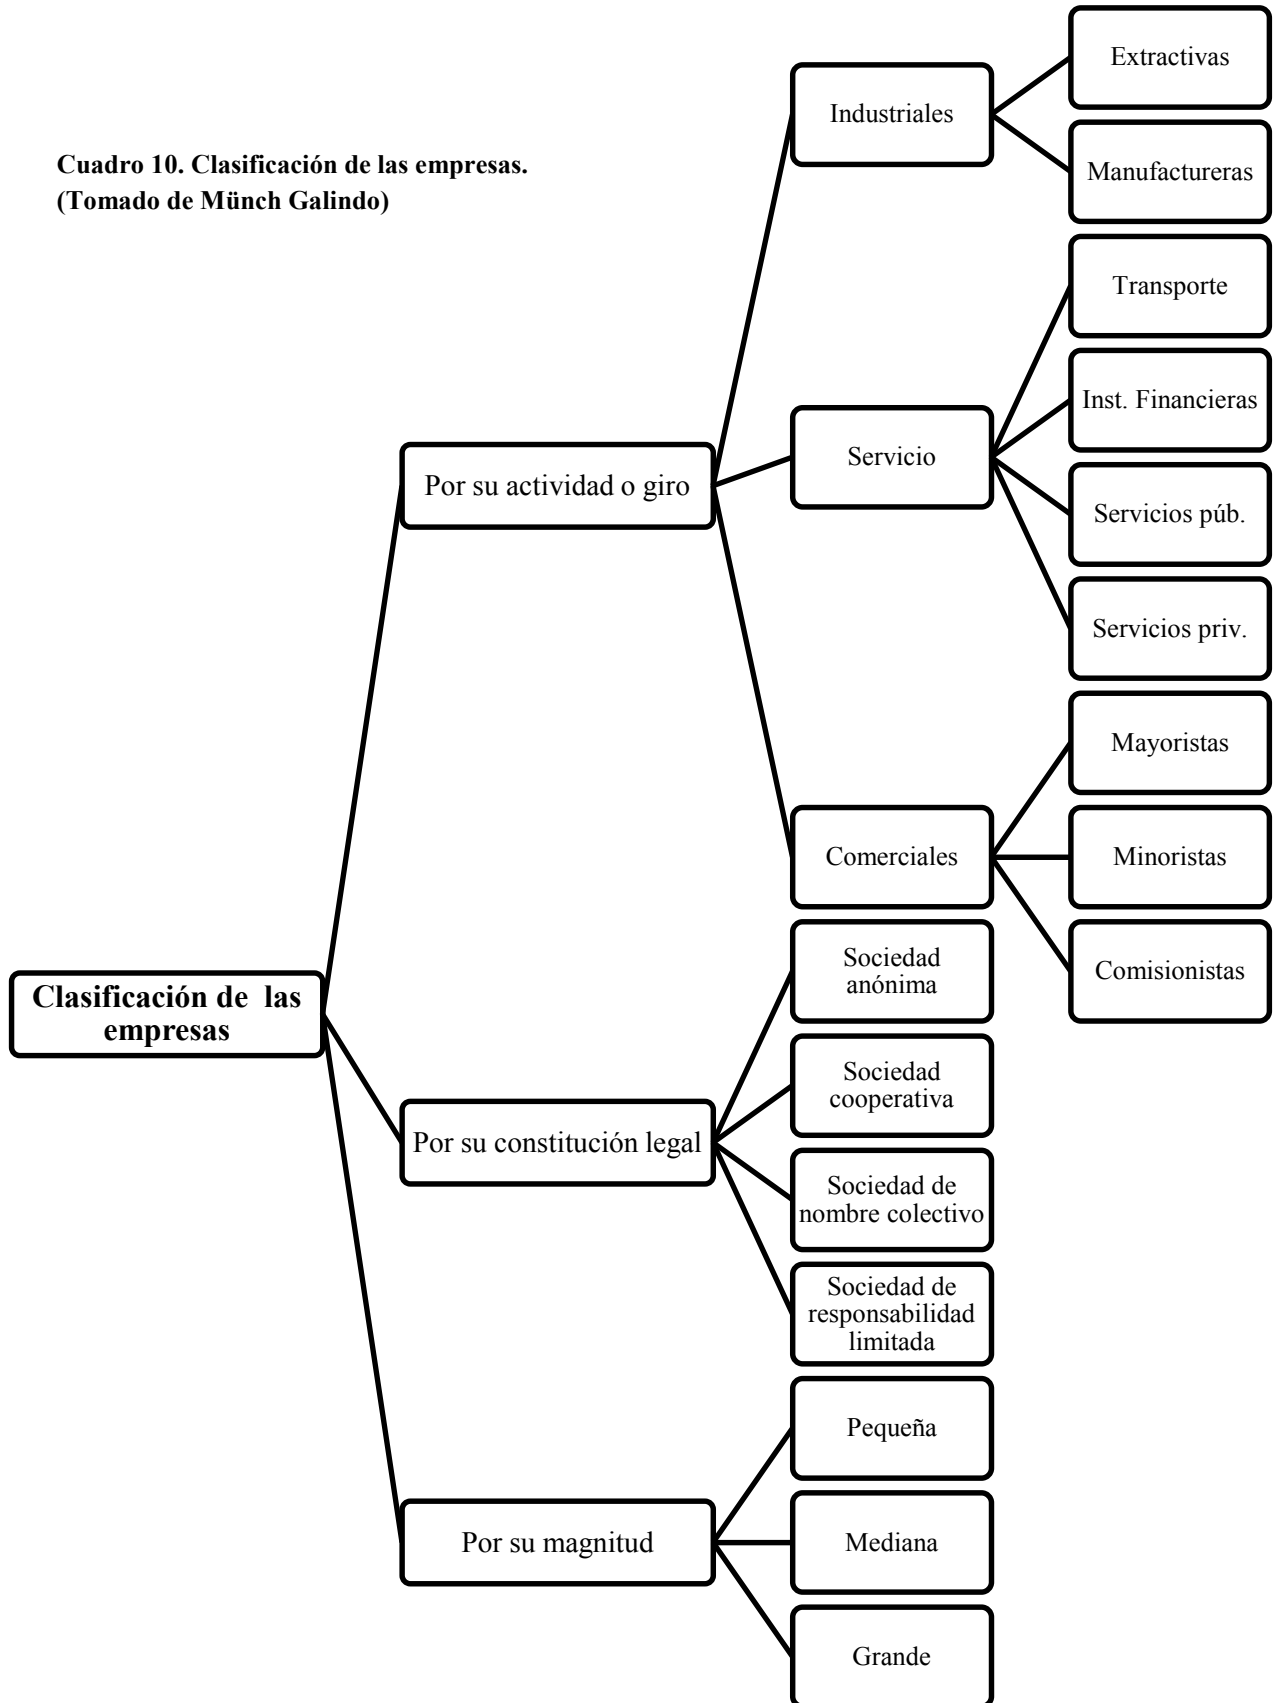 Cuadro 10. Clasificación de las empresas.
(Tomado de Münch Galindo)
Clasificación de las
empresas
Por su actividad o giro
Industriales
Extractivas
Manufactureras
Servicio
Transporte
Inst. Financieras
Servicios púb.
Servicios priv.
Comerciales
Mayoristas
Minoristas
Comisionistas
Por su constitución legal
Sociedad
anónima
Sociedad
cooperativa
Sociedad de
nombre colectivo
Sociedad de
responsabilidad
limitada
Por su magnitud
Pequeña
Mediana
Grande